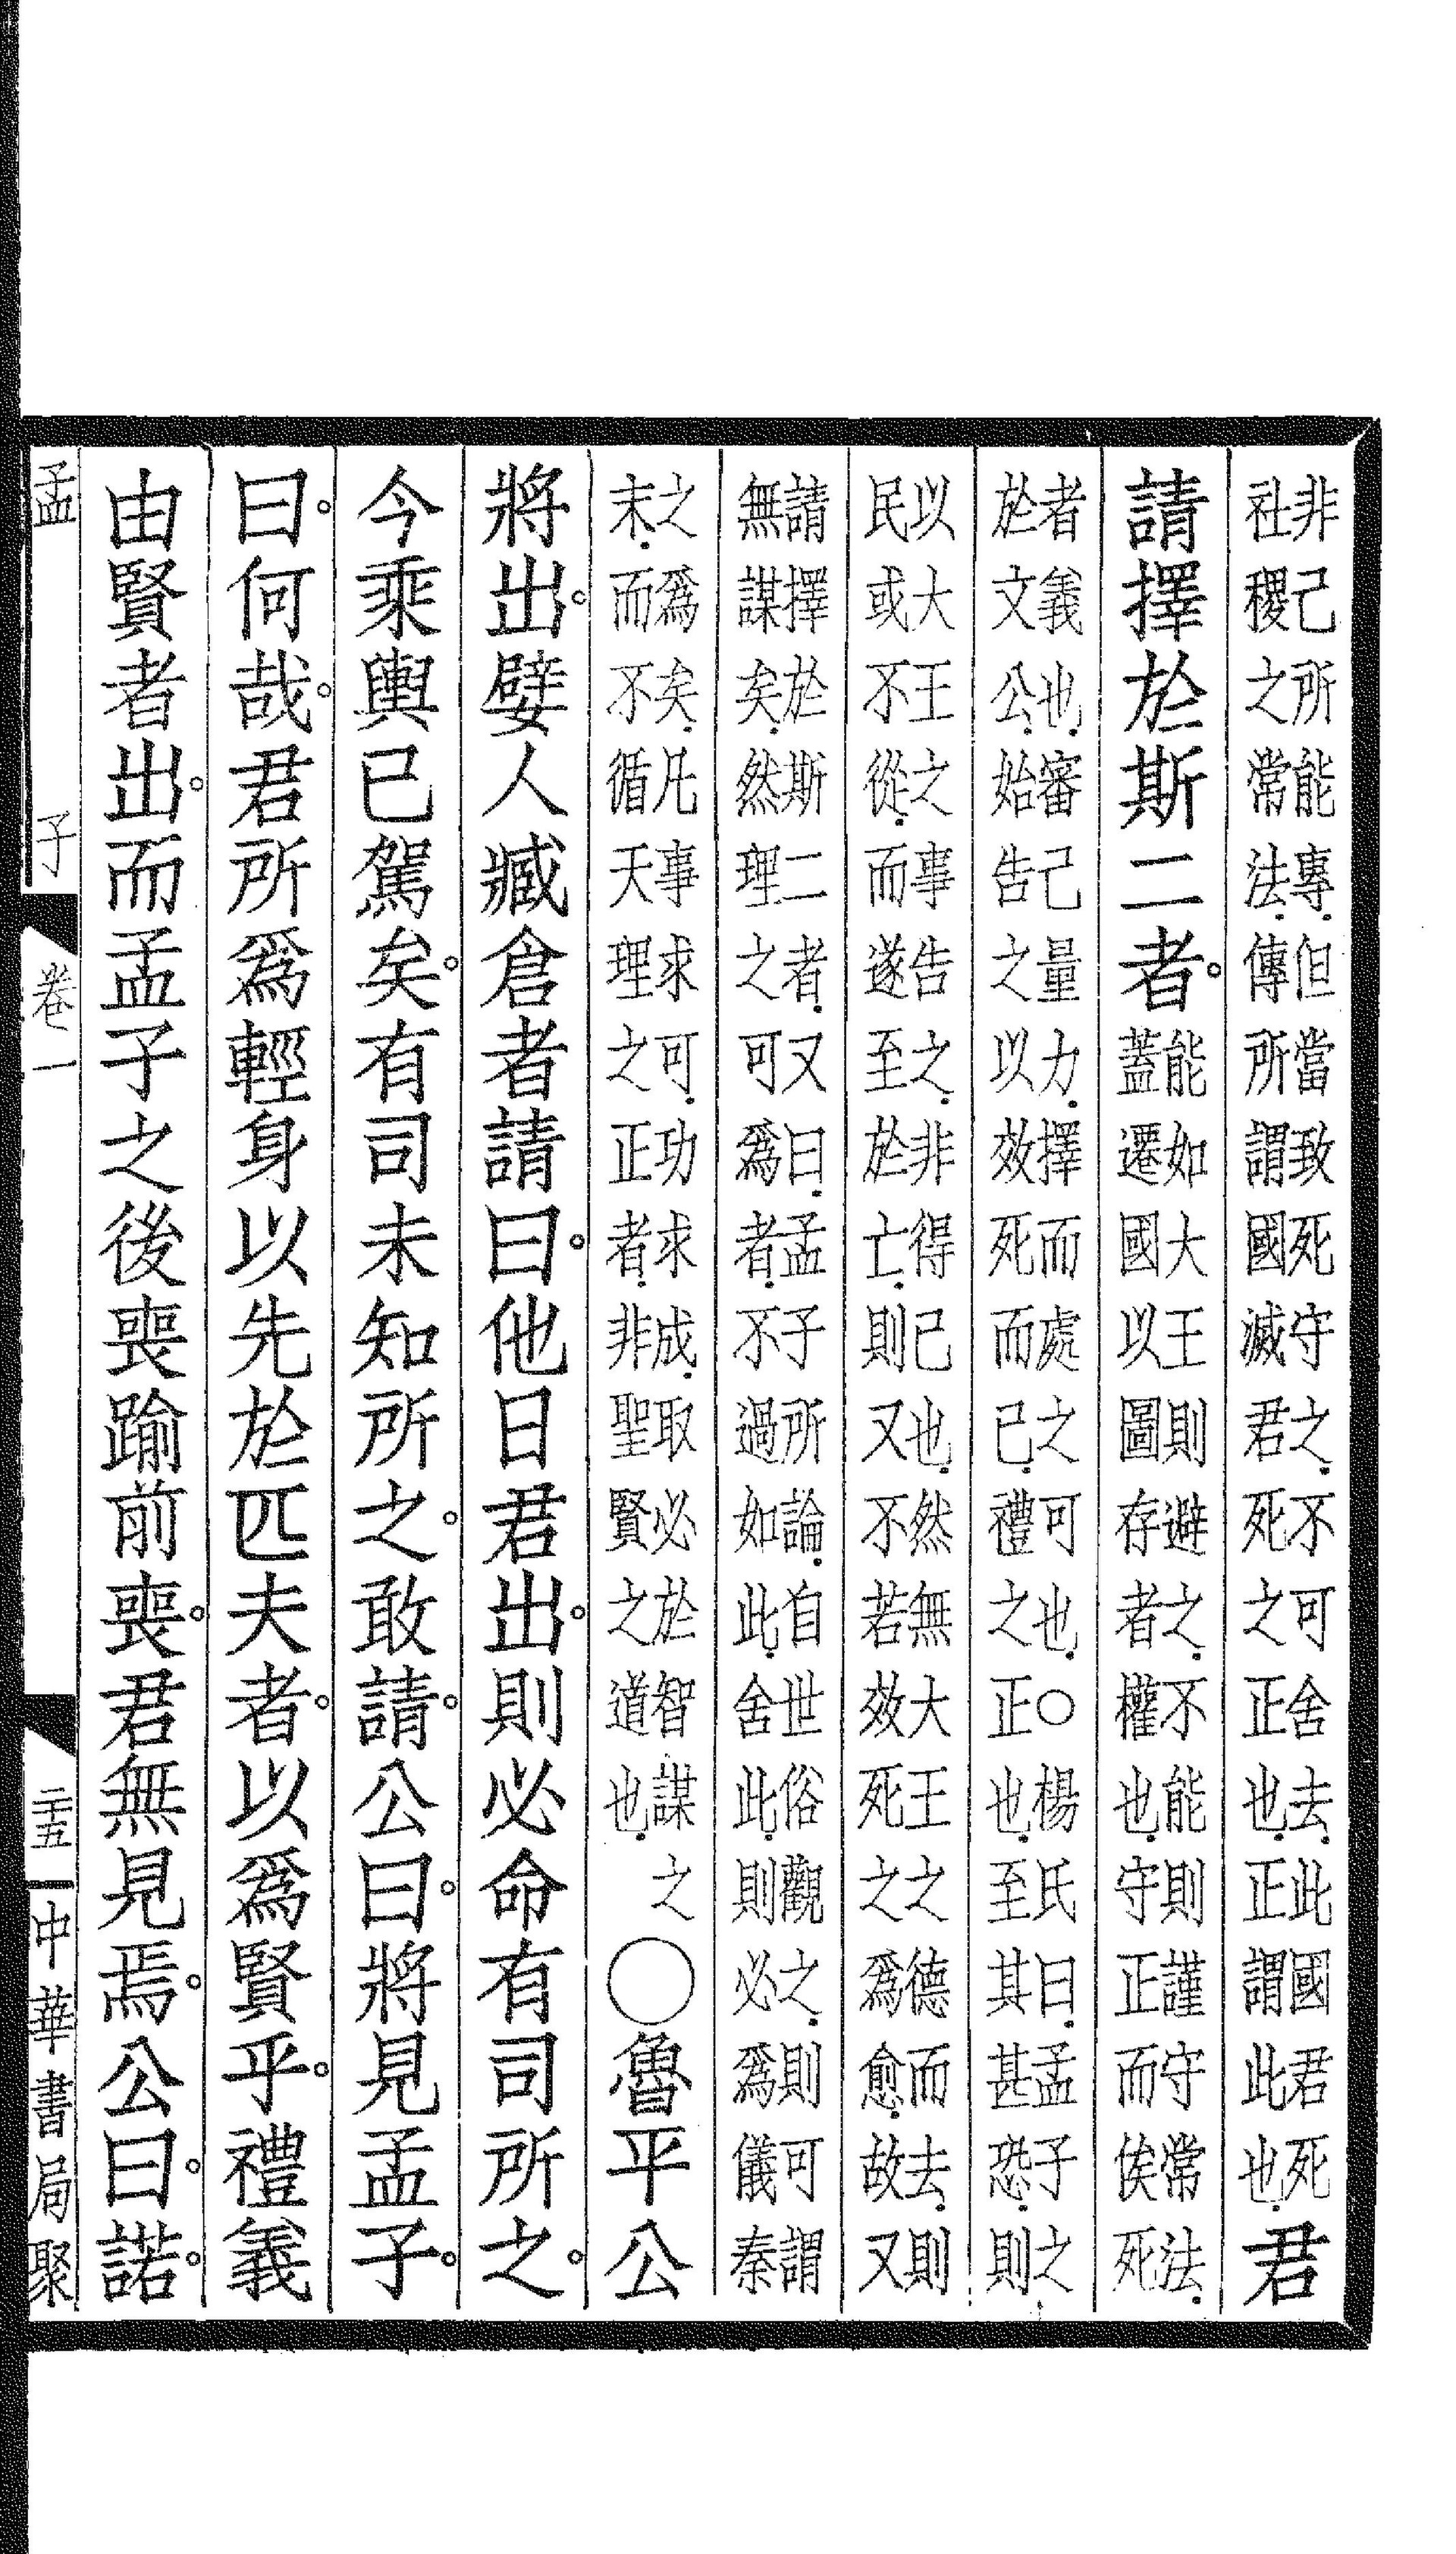 非己所能專.但當致死守之.不可舍去.此國君死
社稷之常法.傳所謂國滅君死之正也.正謂此也.
君
請擇於斯二者。
能如大王則避之.不能則謹守常法.
蓋遷國以圖存者權也.守正而俟死
者義也.審己量力.擇而處之可也.○楊氏曰.孟子之
於文公.始告之以效死而已.禮之正也.至其甚恐.則
以大王之事告之.非得已也.然無大王之德而去.則
民或不從.而遂至於亡.則又不若效死之爲愈.故又
請擇於斯二者.又曰.孟子所論.自世俗觀之.則可謂
無謀矣.然理之可爲者.不過如此.舍此.則必爲儀秦
之爲矣.凡事求可.功求成.取必於智謀之
末.而不循天理之正者.非聖賢之道也.
○魯平公
將出。嬖人臧倉者請曰。他日君出。則必命有司所之。
今乘輿已駕矣。有司未知所之。敢請。公曰。將見孟子。
曰。何哉。君所爲輕身以先於匹夫者。以爲賢乎。禮義
由賢者出。而孟子之後喪踰前喪。君無見焉。公曰。諾。
孟子 卷一 二十五 中華書局聚